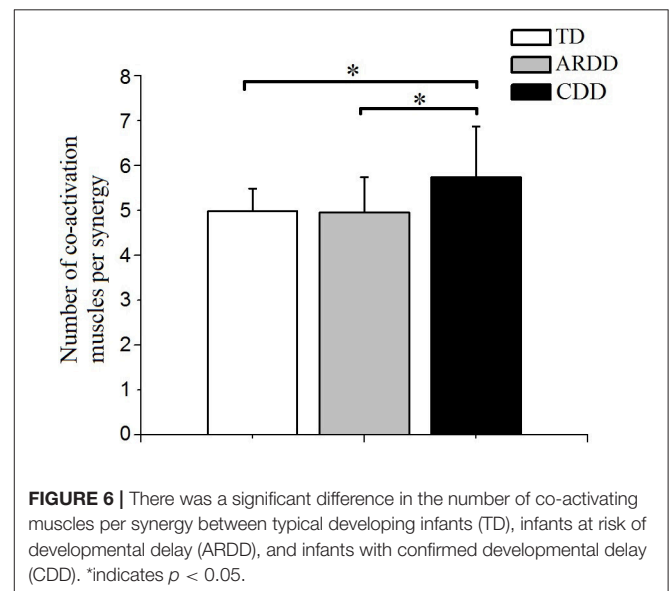 TD
ARDD
CDD
*
*
8
7
6
5
4
3
2
1
0
Number of co-activation
muscles per synergy
FIGURE 6 | There was a significant difference in the number of co-activating
muscles per synergy between typical developing infants (TD), infants at risk of
developmental delay (ARDD), and infants with confirmed developmental delay
(CDD). *indicates p < 0.05.